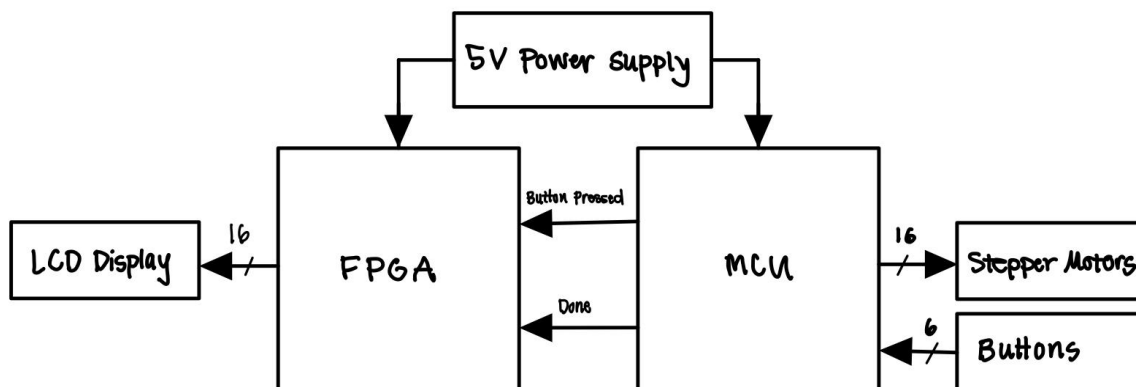 5V Power Supply
Button Pressed
16
LCD Display
FPGA
MCU
16
Stepper Motors
Done
6
Buttons